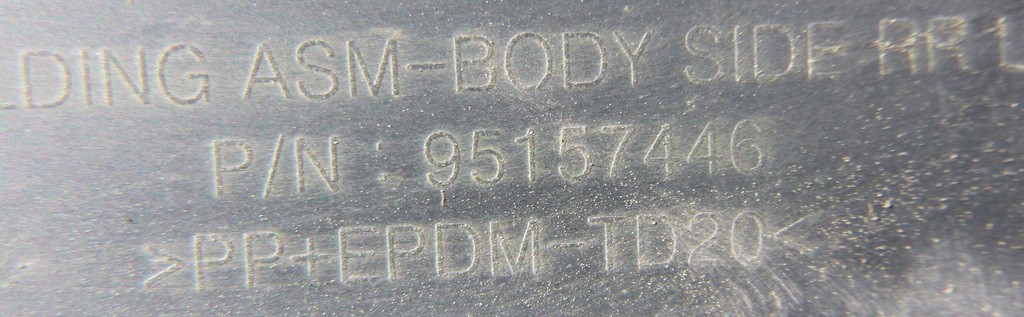 LDING ASM-BODY SIDE RR L
P/N : 95157446
>PP+EPDM-TD20<